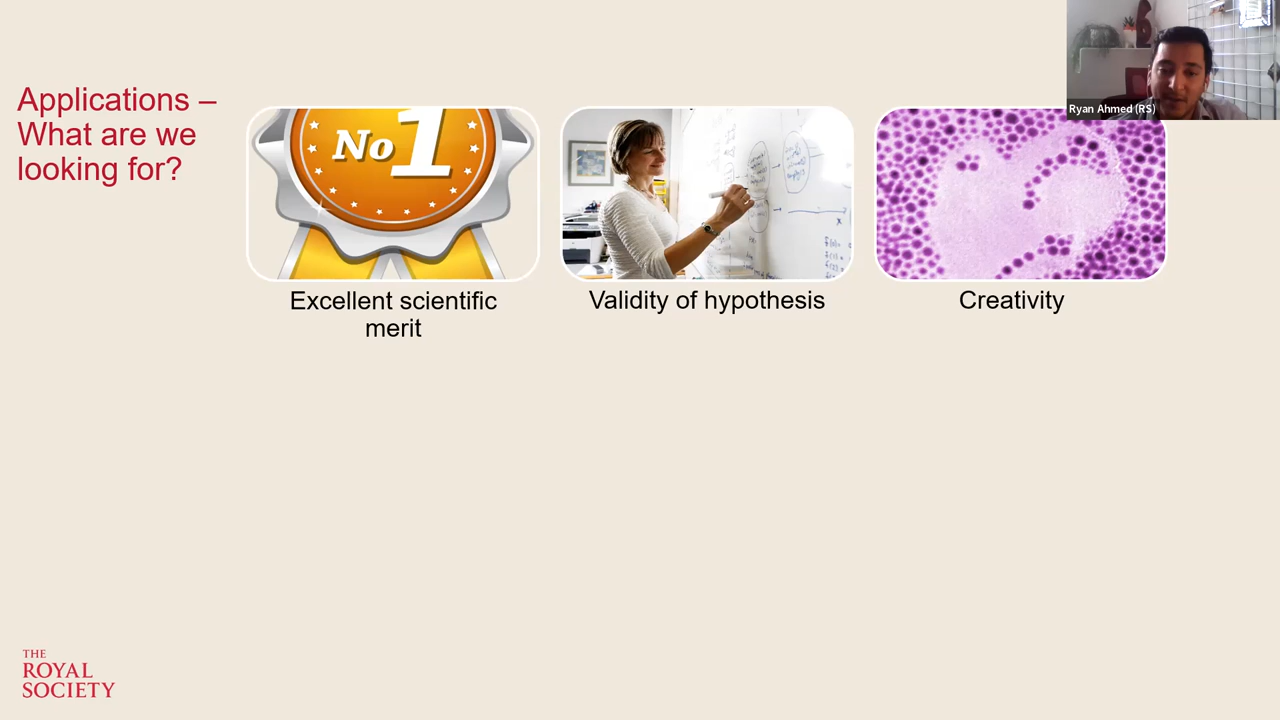 Applications –
What are we
looking for?
No 1
Excellent scientific
merit
Validity of hypothesis
Creativity
Ryan Ahmed (RS)
THE
ROYAL
SOCIETY